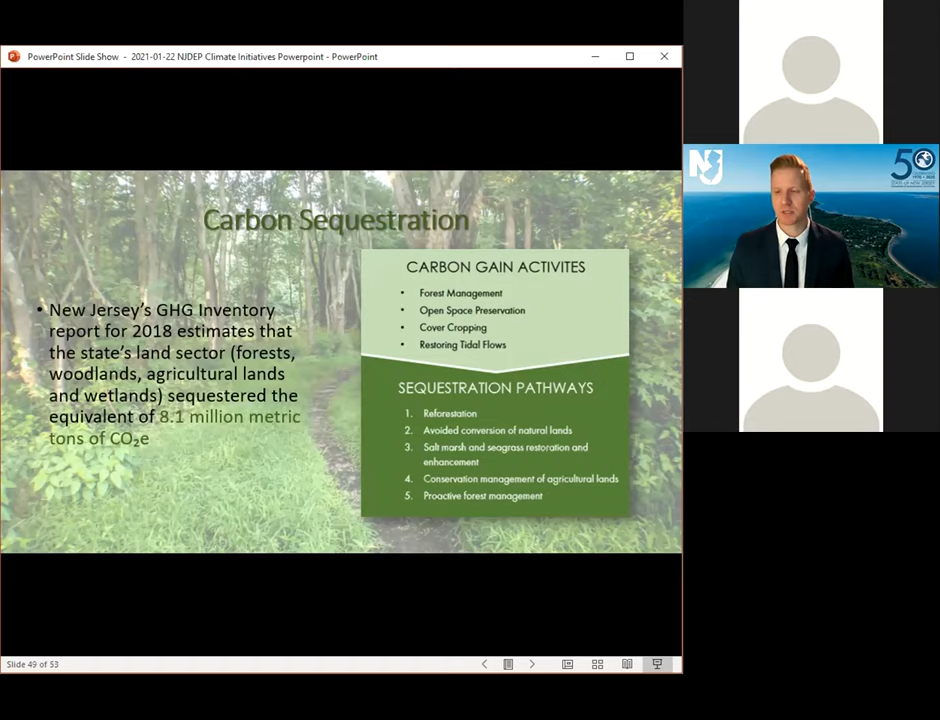 PowerPoint Slide Show - 2021-01-22 NJDEP Climate Initiatives Powerpoint - PowerPoint
Carbon Sequestration
• New Jersey's GHG Inventory
report for 2018 estimates that
the state's land sector (forests,
woodlands, agricultural lands
and wetlands) sequestered the
equivalent of 8.1 million metric
tons of CO₂e
CARBON GAIN ACTIVITES
• Forest Management
• Open Space Preservation
• Cover Cropping
• Restoring Tidal Flows
SEQUESTRATION PATHWAYS
1. Reforestation
2. Avoided conversion of natural lands
3. Salt marsh and seagrass restoration and
enhancement
4. Conservation management of agricultural lands
5. Proactive forest management
NJ
50
Slide 49 of 53